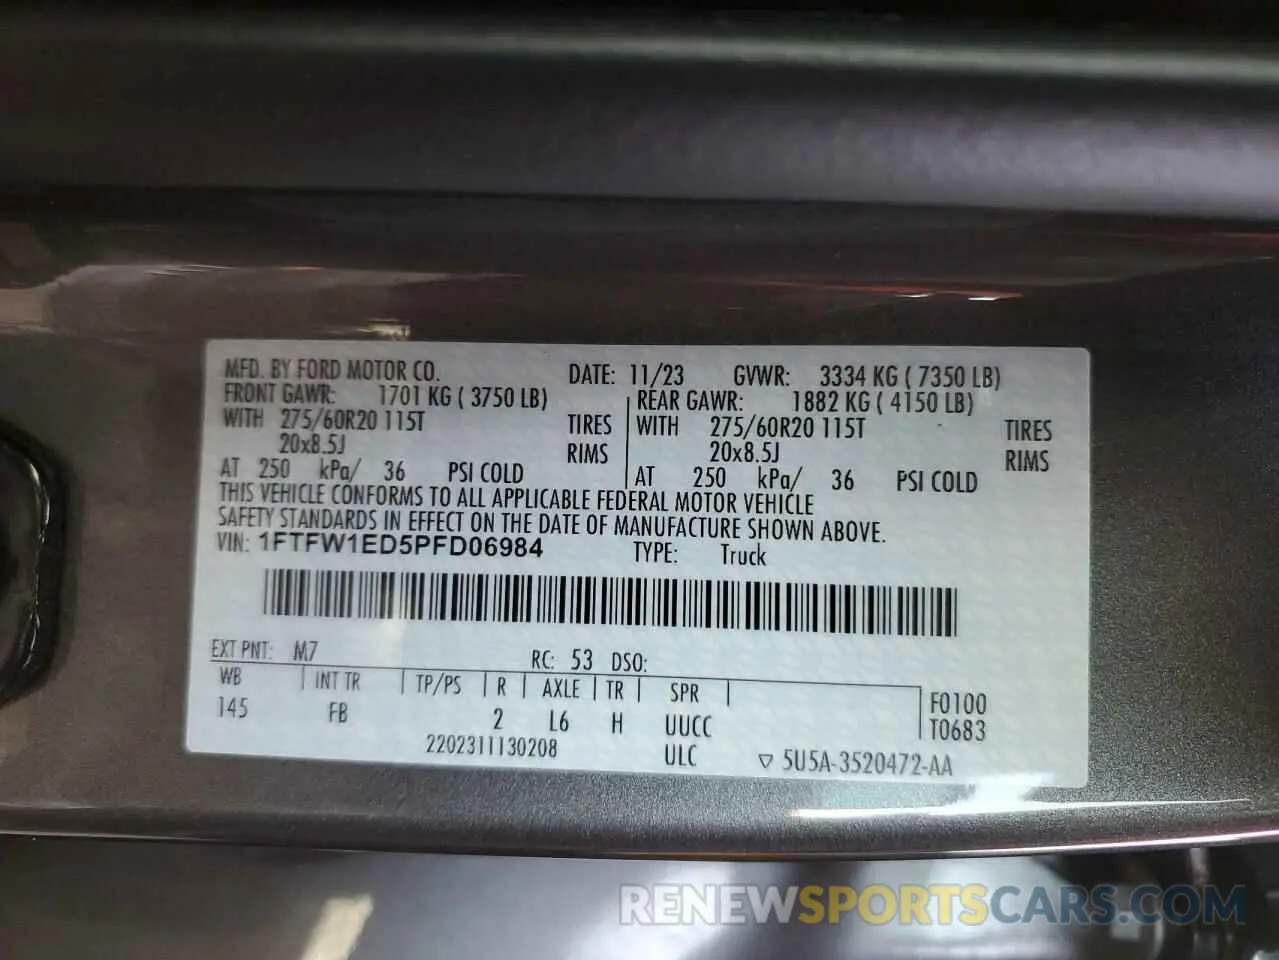 MFD. BY FORD MOTOR CO. DATE: 11/23 GVWR: 3334 KG ( 7350 LB)
FRONT GAWR: 1701 KG ( 3750 LB) REAR GAWR: 1882 KG ( 4150 LB)
WITH 275/60R20 115T TIRES WITH 275/60R20 115T TIRES
20x8.5J RIMS 20x8.5J RIMS
AT 250 kPa/ 36 PSI COLD AT 250 kPa/ 36 PSI COLD
THIS VEHICLE CONFORMS TO ALL APPLICABLE FEDERAL MOTOR VEHICLE
SAFETY STANDARDS IN EFFECT ON THE DATE OF MANUFACTURE SHOWN ABOVE.
VIN: 1FTFW1ED5PFD06984 TYPE: Truck
EXT PNT: M7 RC: 53 DSO:
WB INT TR TP/PS R AXLE TR SPR F0100
145 FB 2 L6 H UUCC T0683
2202311130208 ULC ▽ 5U5A-3520472-AA
RENEWSPORTSCARS.COM